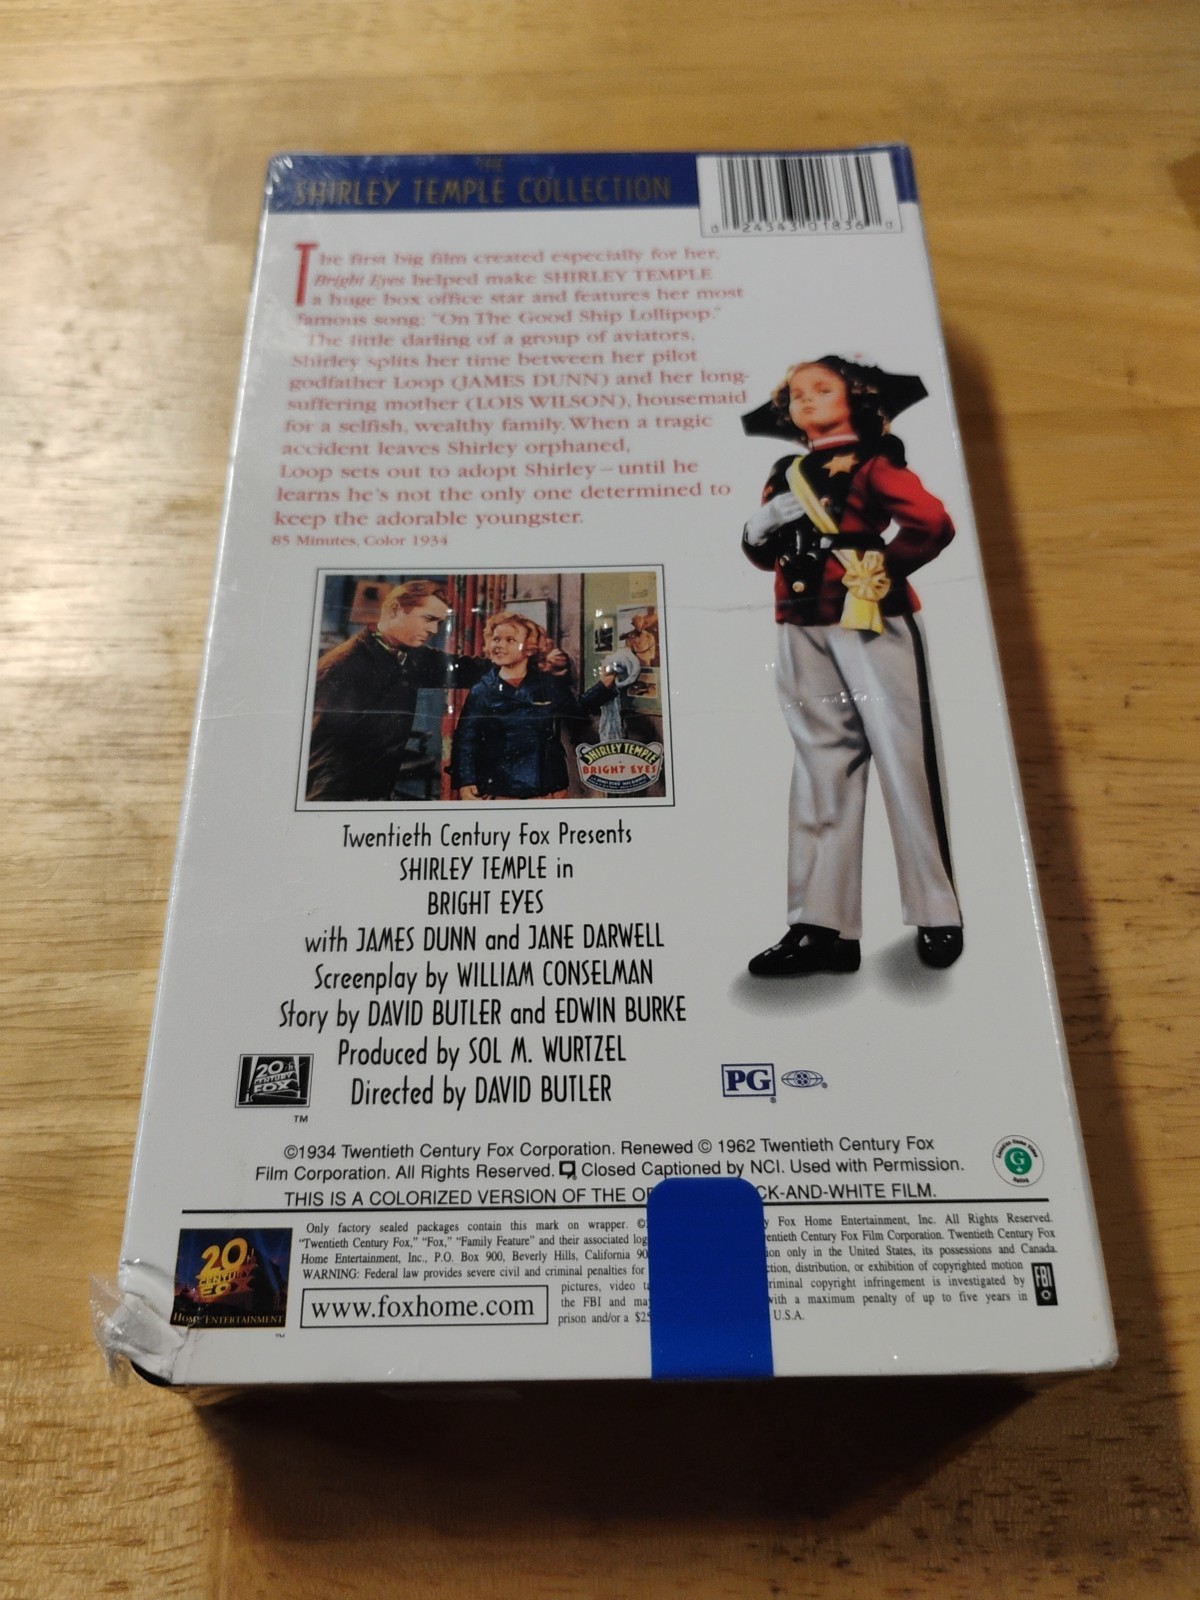 THE
SHIRLEY TEMPLE COLLECTION
0 24543 01836 0
The first big film created especially for her,
Bright Eyes helped make SHIRLEY TEMPLE
a huge box office star and features her most
famous song: "On The Good Ship Lollipop."
The little darling of a group of aviators,
Shirley splits her time between her pilot
godfather Loop (JAMES DUNN) and her long-
suffering mother (LOIS WILSON), housemaid
for a selfish, wealthy family. When a tragic
accident leaves Shirley orphaned,
Loop sets out to adopt Shirley – until he
learns he's not the only one determined to
keep the adorable youngster.
85 Minutes, Color 1934
SHIRLEY TEMPLE
BRIGHT EYES
Twentieth Century Fox Presents
SHIRLEY TEMPLE in
BRIGHT EYES
with JAMES DUNN and JANE DARWELL
Screenplay by WILLIAM CONSELMAN
Story by DAVID BUTLER and EDWIN BURKE
Produced by SOL M. WURTZEL
Directed by DAVID BUTLER
20th
CENTURY
FOX
TM
PG ®
©1934 Twentieth Century Fox Corporation. Renewed © 1962 Twentieth Century Fox
Film Corporation. All Rights Reserved. Closed Captioned by NCI. Used with Permission.
THIS IS A COLORIZED VERSION OF THE CK-AND-WHITE FILM.
Canadian Home Video
G
Rating
Only factory sealed packages contain this mark on wrapper. © y Fox Home Entertainment, Inc. All Rights Reserved.
"Twentieth Century Fox," "Fox," "Family Feature" and their associated log entieth Century Fox Film Corporation. Twentieth Century Fox
Home Entertainment, Inc., P.O. Box 900, Beverly Hills, California 90 ion only in the United States, its possessions and Canada.
WARNING: Federal law provides severe civil and criminal penalties for ction, distribution, or exhibition of copyrighted motion
pictures, video t riminal copyright infringement is investigated by
the FBI and ma with a maximum penalty of up to five years in
prison and/or a $25 U.S.A.
FBI
20th
CENTURY
FOX
HOME ENTERTAINMENT
TM
www.foxhome.com